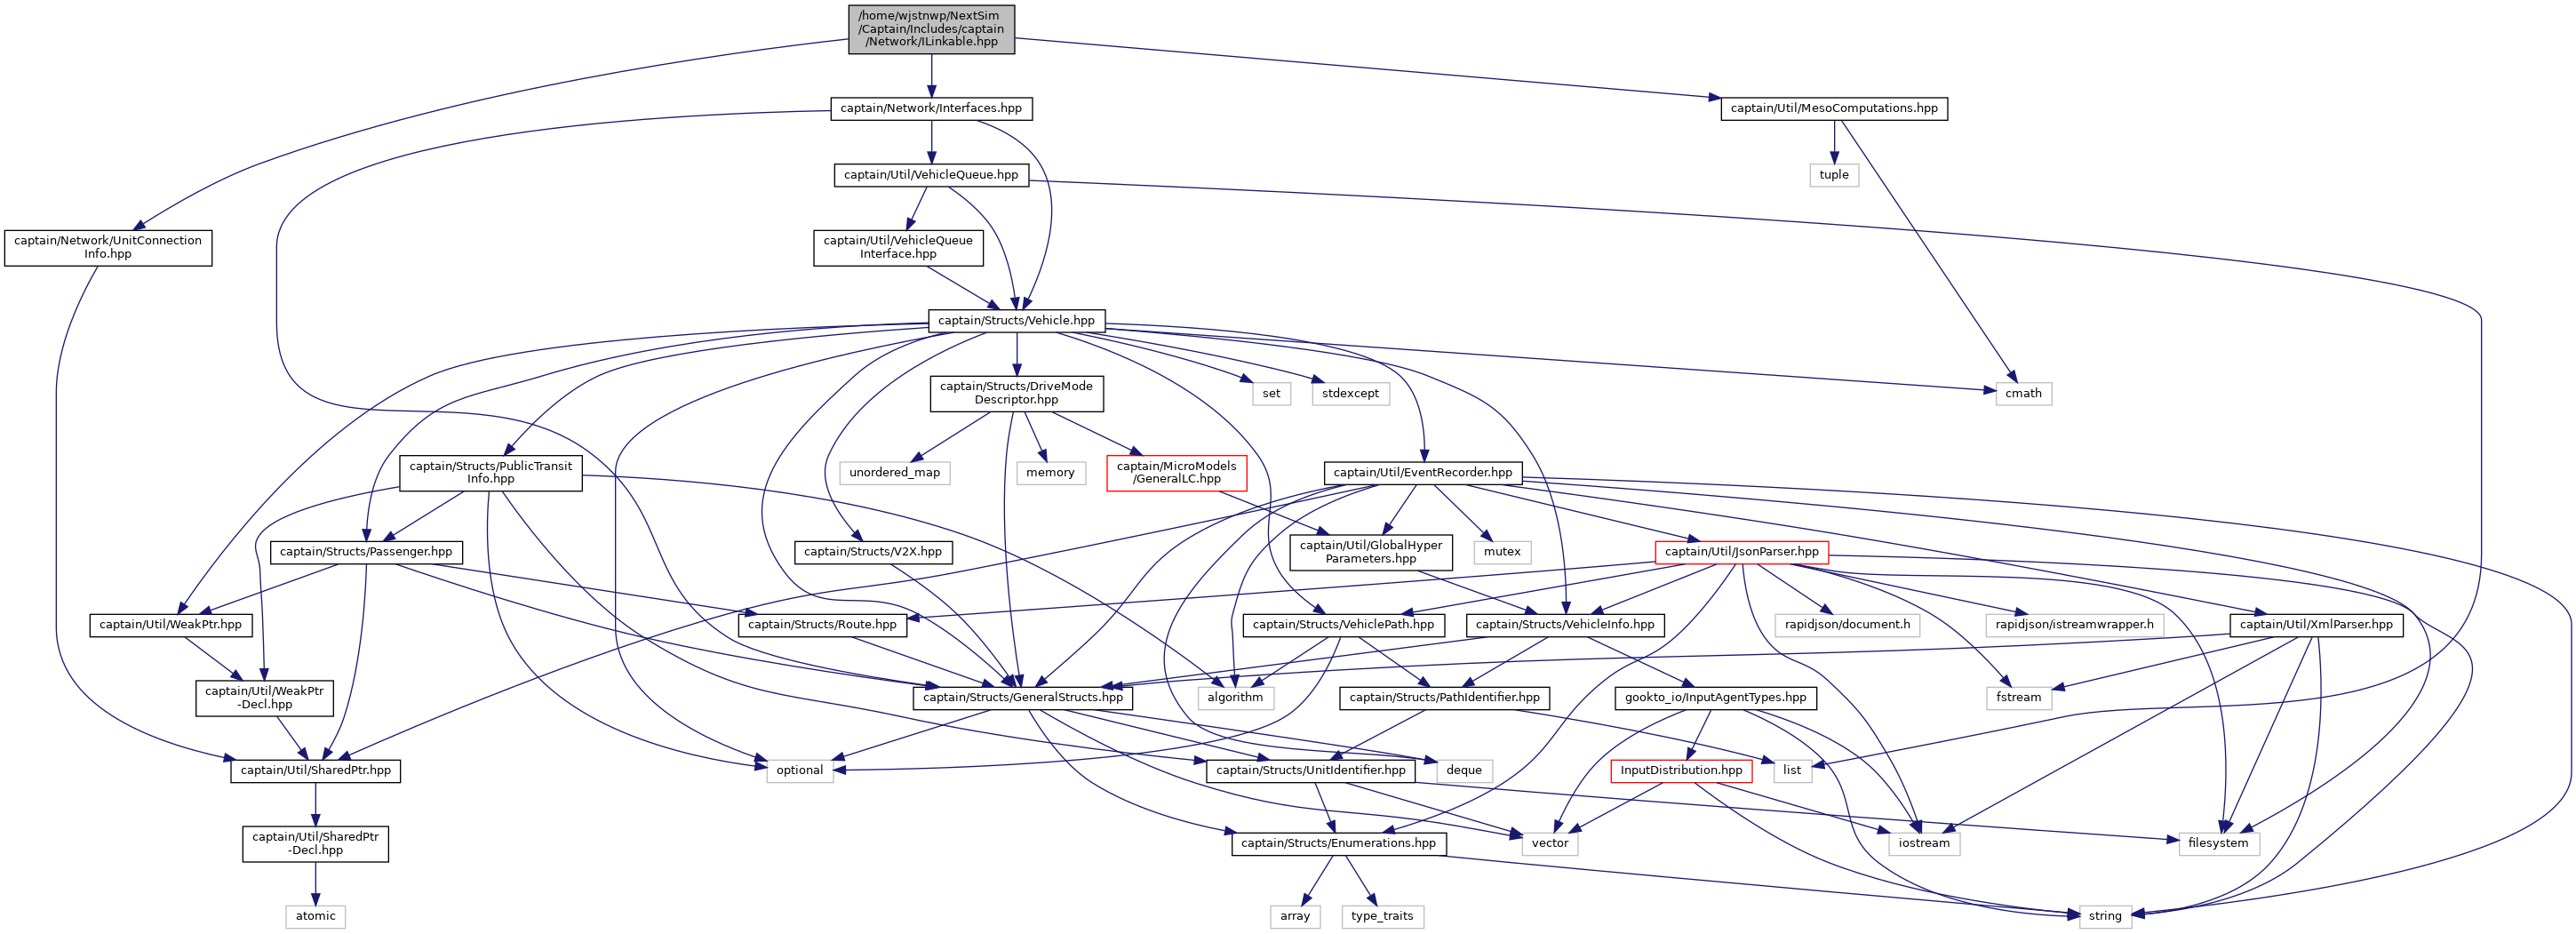 /home/wjstnwp/NextSim
/Captain/Includes/captain
/Network/ILinkable.hpp
captain/Network/Interfaces.hpp
captain/Util/MesoComputations.hpp
captain/Util/VehicleQueue.hpp
tuple
captain/Network/UnitConnection
Info.hpp
captain/Util/VehicleQueue
Interface.hpp
captain/Structs/Vehicle.hpp
captain/Structs/DriveMode
Descriptor.hpp
set
stdexcept
cmath
captain/Structs/PublicTransit
Info.hpp
unordered_map
memory
captain/MicroModels
/GeneralLC.hpp
captain/Util/EventRecorder.hpp
captain/Structs/Passenger.hpp
captain/Structs/V2X.hpp
captain/Util/GlobalHyper
Parameters.hpp
mutex
captain/Util/JsonParser.hpp
captain/Util/WeakPtr.hpp
captain/Structs/Route.hpp
captain/Structs/VehiclePath.hpp
captain/Structs/VehicleInfo.hpp
rapidjson/document.h
rapidjson/istreamwrapper.h
captain/Util/XmlParser.hpp
captain/Util/WeakPtr
-Decl.hpp
captain/Structs/GeneralStructs.hpp
algorithm
captain/Structs/PathIdentifier.hpp
gookto_io/InputAgentTypes.hpp
fstream
captain/Util/SharedPtr.hpp
optional
captain/Structs/UnitIdentifier.hpp
deque
InputDistribution.hpp
list
captain/Util/SharedPtr
-Decl.hpp
captain/Structs/Enumerations.hpp
vector
iostream
filesystem
atomic
array
type_traits
string